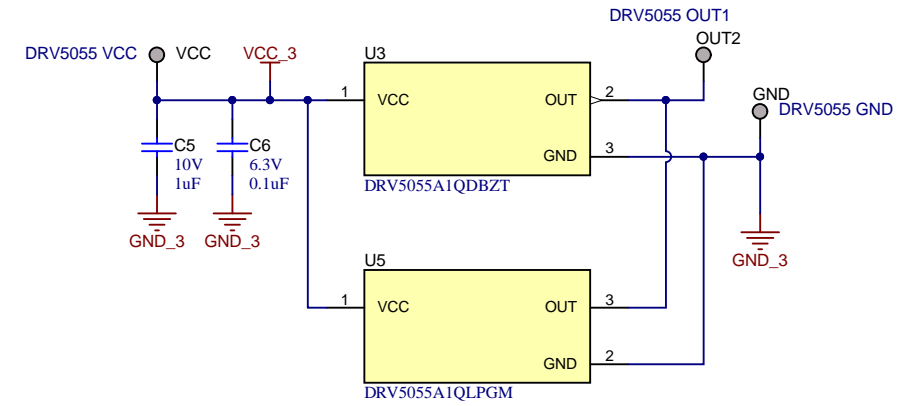 DRV5055 OUT1
DRV5055 VCC
VCC
VCC_3
U3
OUT2
1
VCC
OUT
2
GND
DRV5055 GND
C5
10V
1uF
C6
6.3V
0.1uF
GND
3
DRV5055A1QDBZT
GND_3
GND_3
GND_3
U5
1
VCC
OUT
3
GND
2
DRV5055A1QLPGM